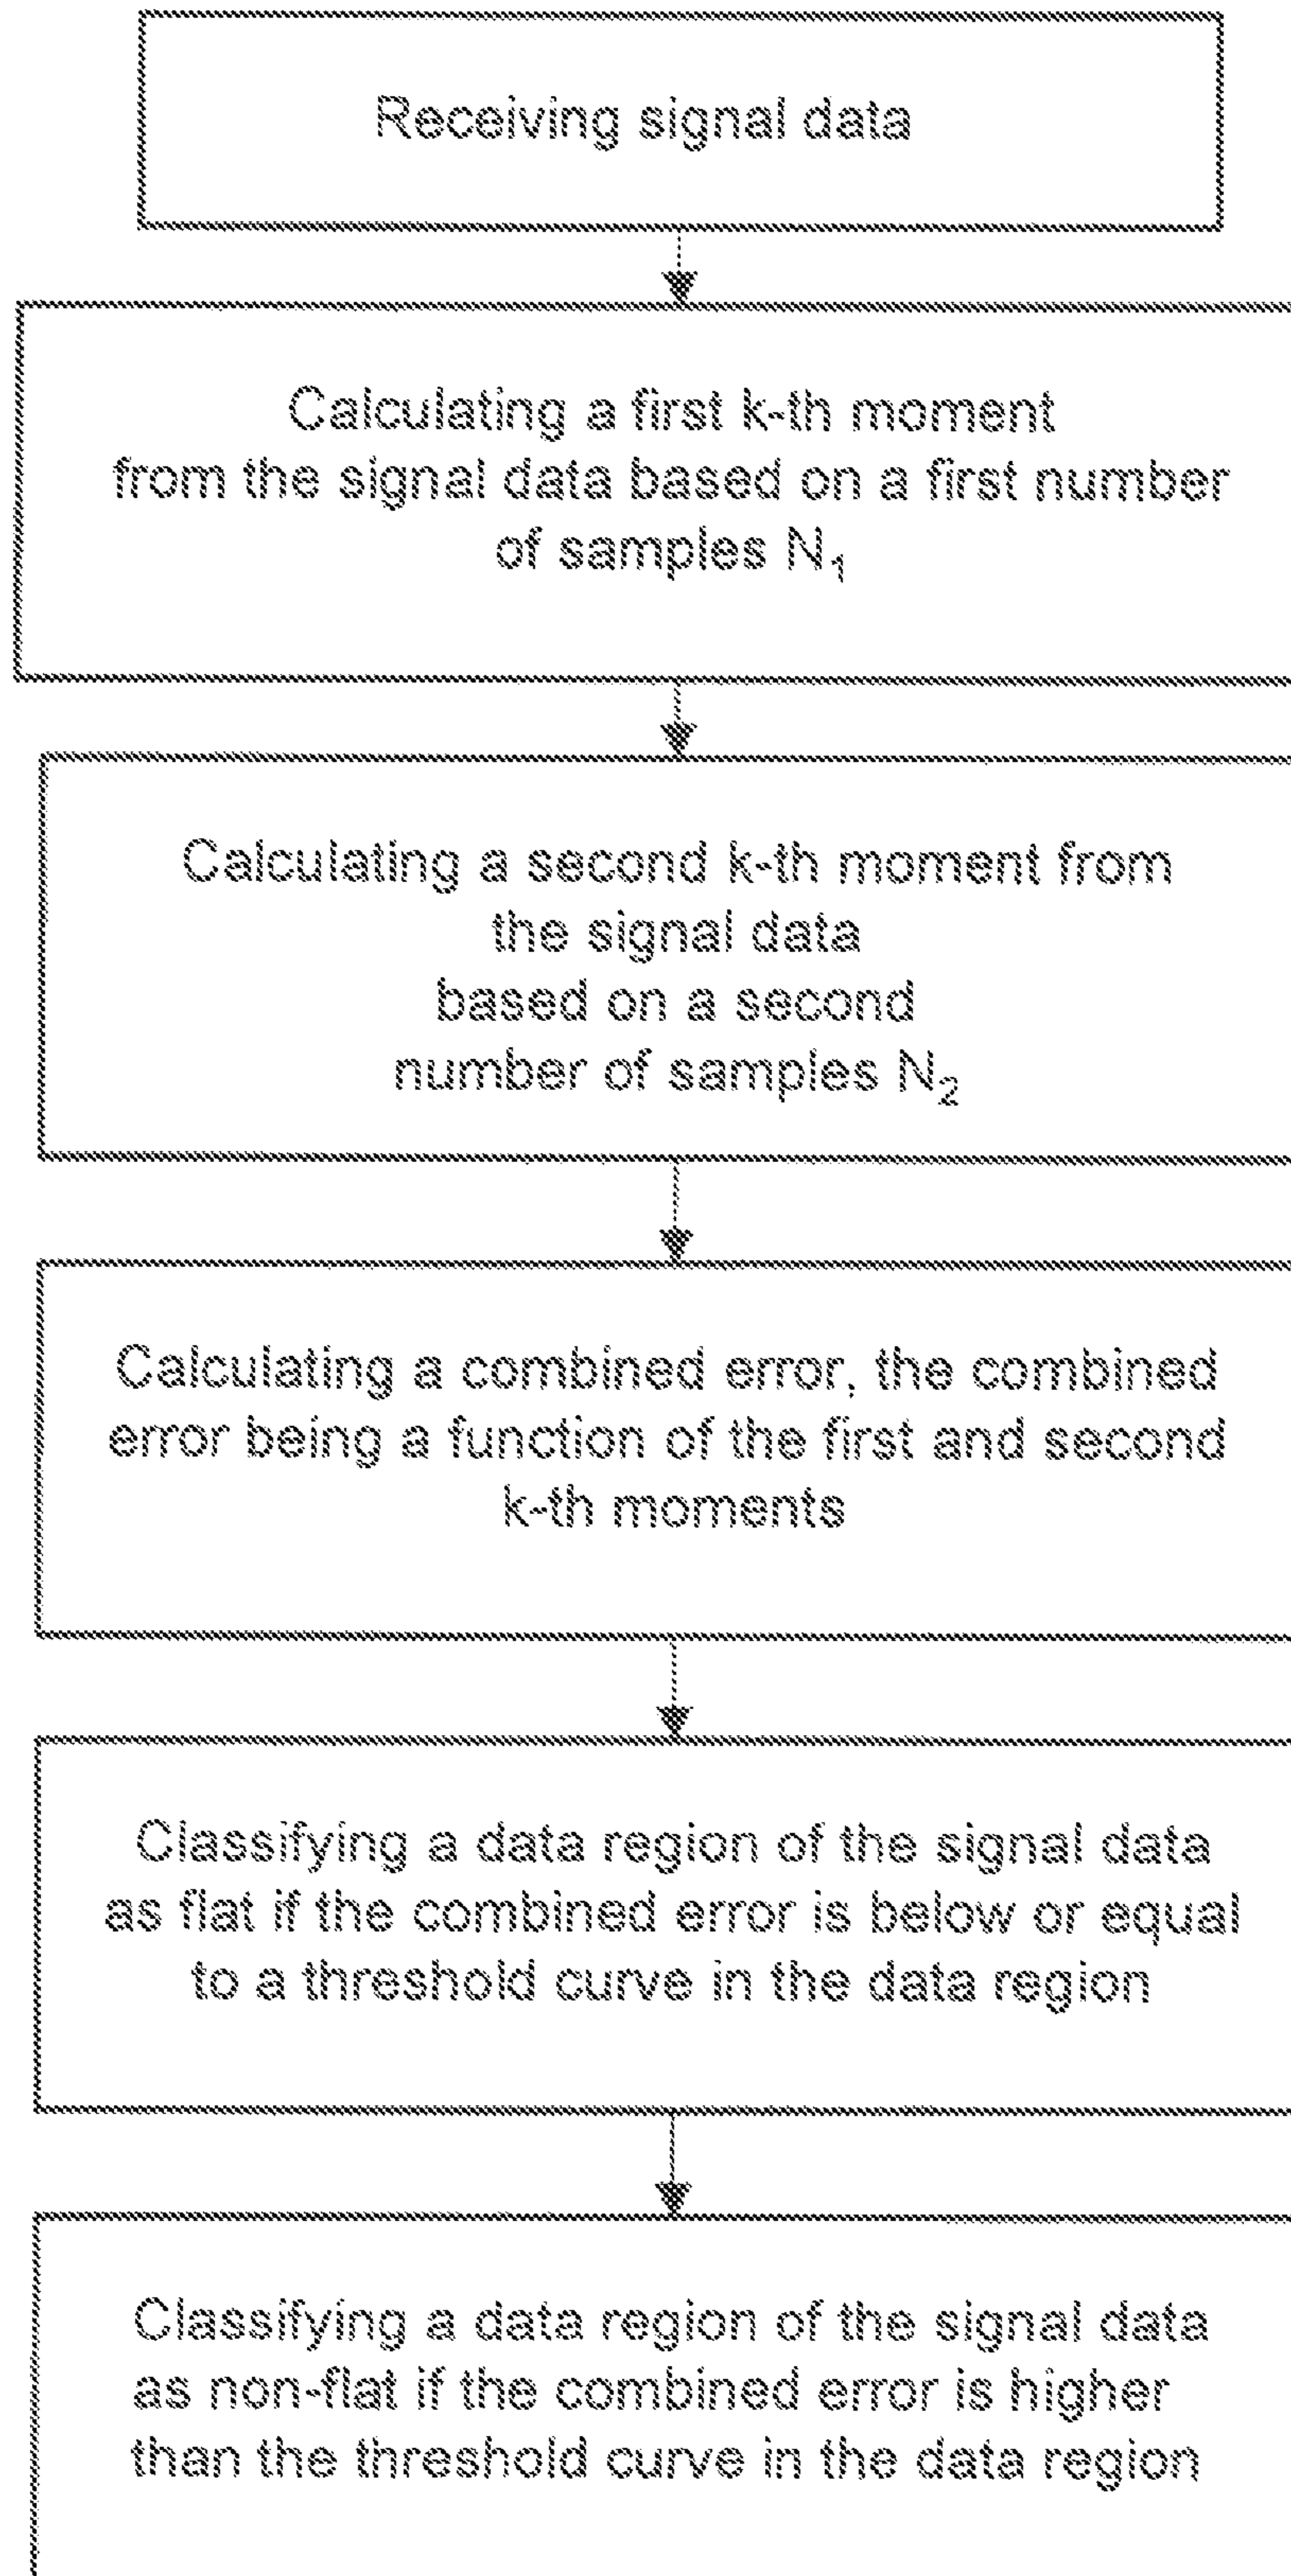 Receiving signal data
Calculating a first k-th moment
from the signal data based on a first number
of samples N₁
Calculating a second k-th moment from
the signal data
based on a second
number of samples N₂
Calculating a combined error, the combined
error being a function of the first and second
k-th moments
Classifying a data region of the signal data
as flat if the combined error is below or equal
to a threshold curve in the data region
Classifying a data region of the signal data
as non-flat if the combined error is higher
than the threshold curve in the data region